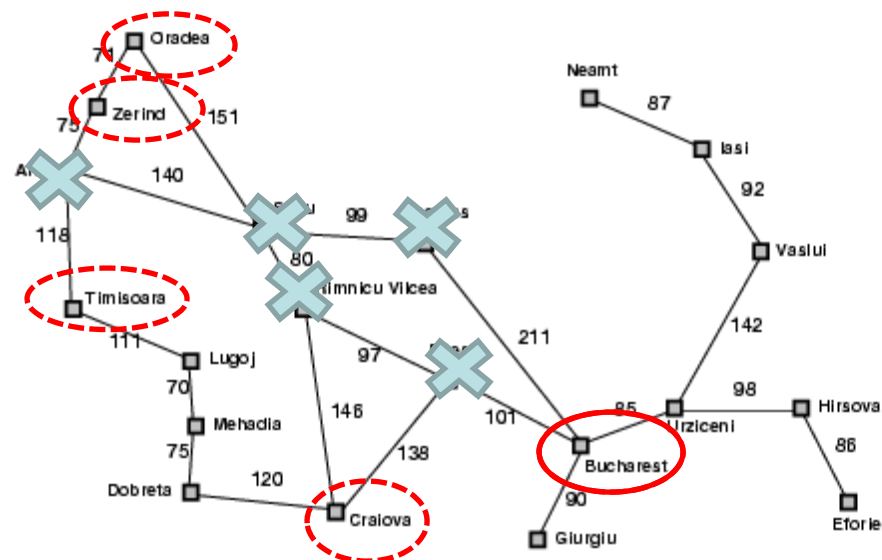 Oradea
71
Neamt
87
Zerind
151
75
Iasi
140
92
99
118
80
Vaslui
Timisoara
111
211
142
Lugoj
97
70
98
146
101
85
Hirsova
Urziceni
Mehadia
75
138
86
Bucharest
120
Dobreta
90
Craiova
Eforie
Giurgiu
Vilcea